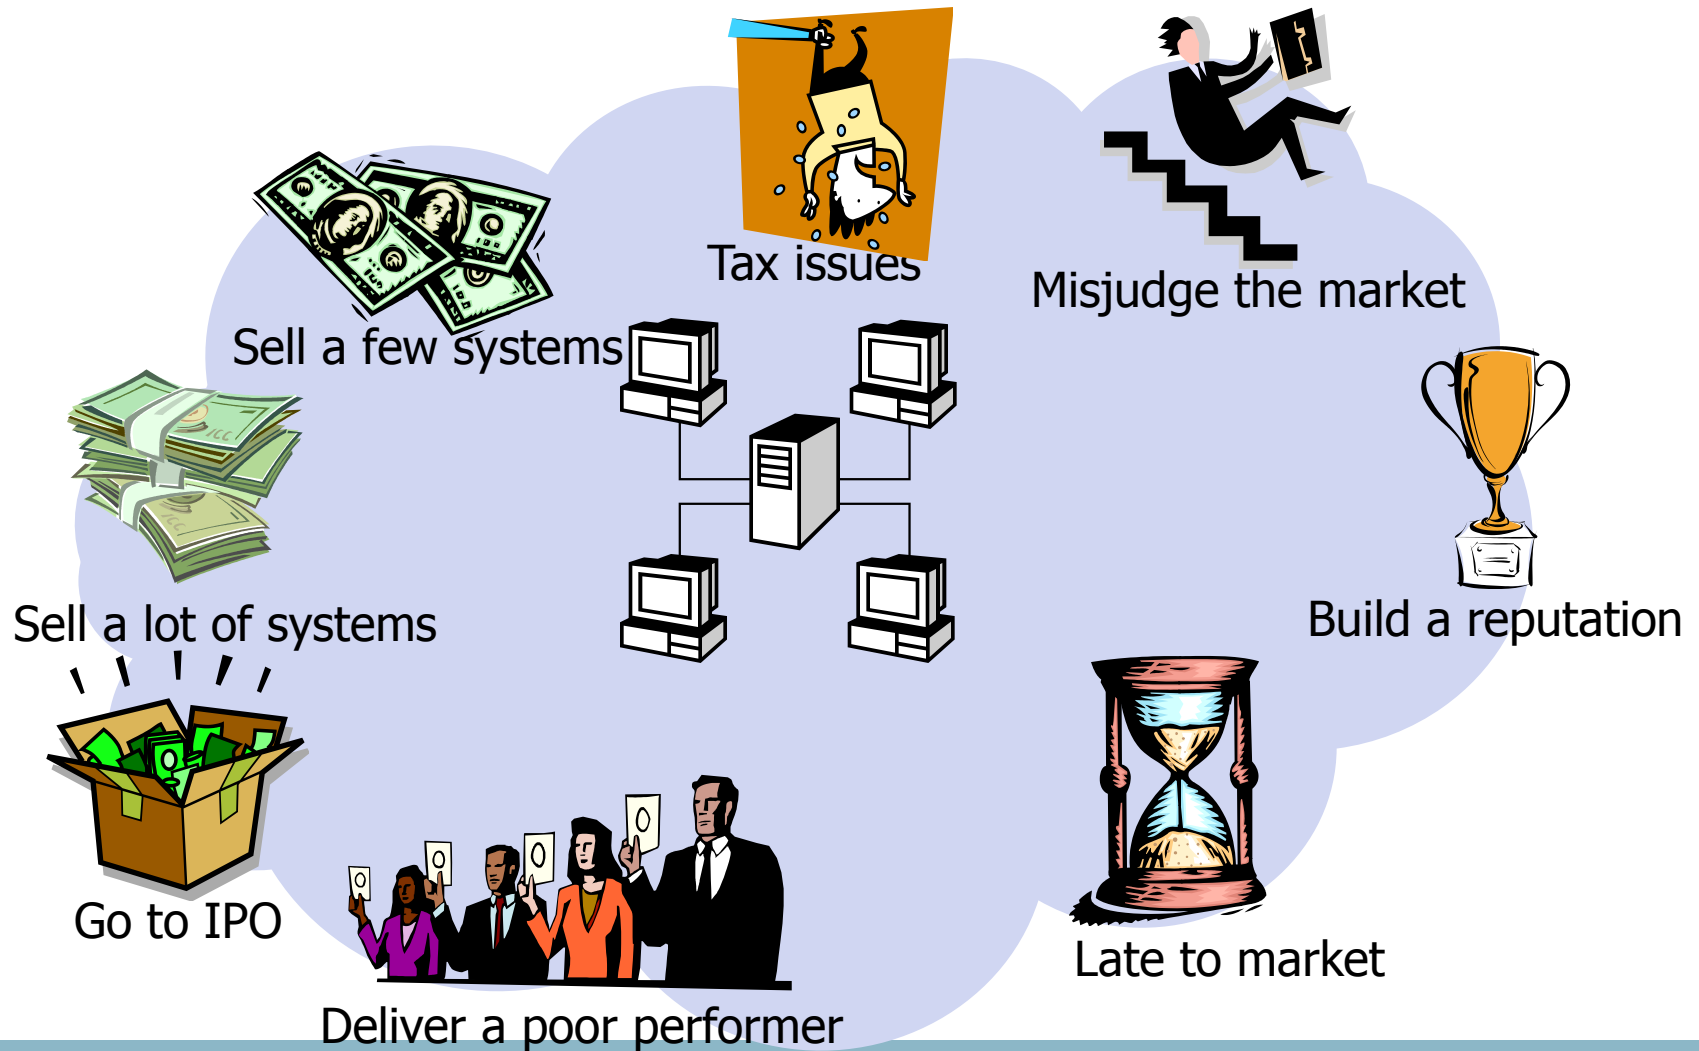 Tax issues
Misjudge the market
Sell a few systems
Sell a lot of systems
Build a reputation
Go to IPO
Late to market
Deliver a poor performer